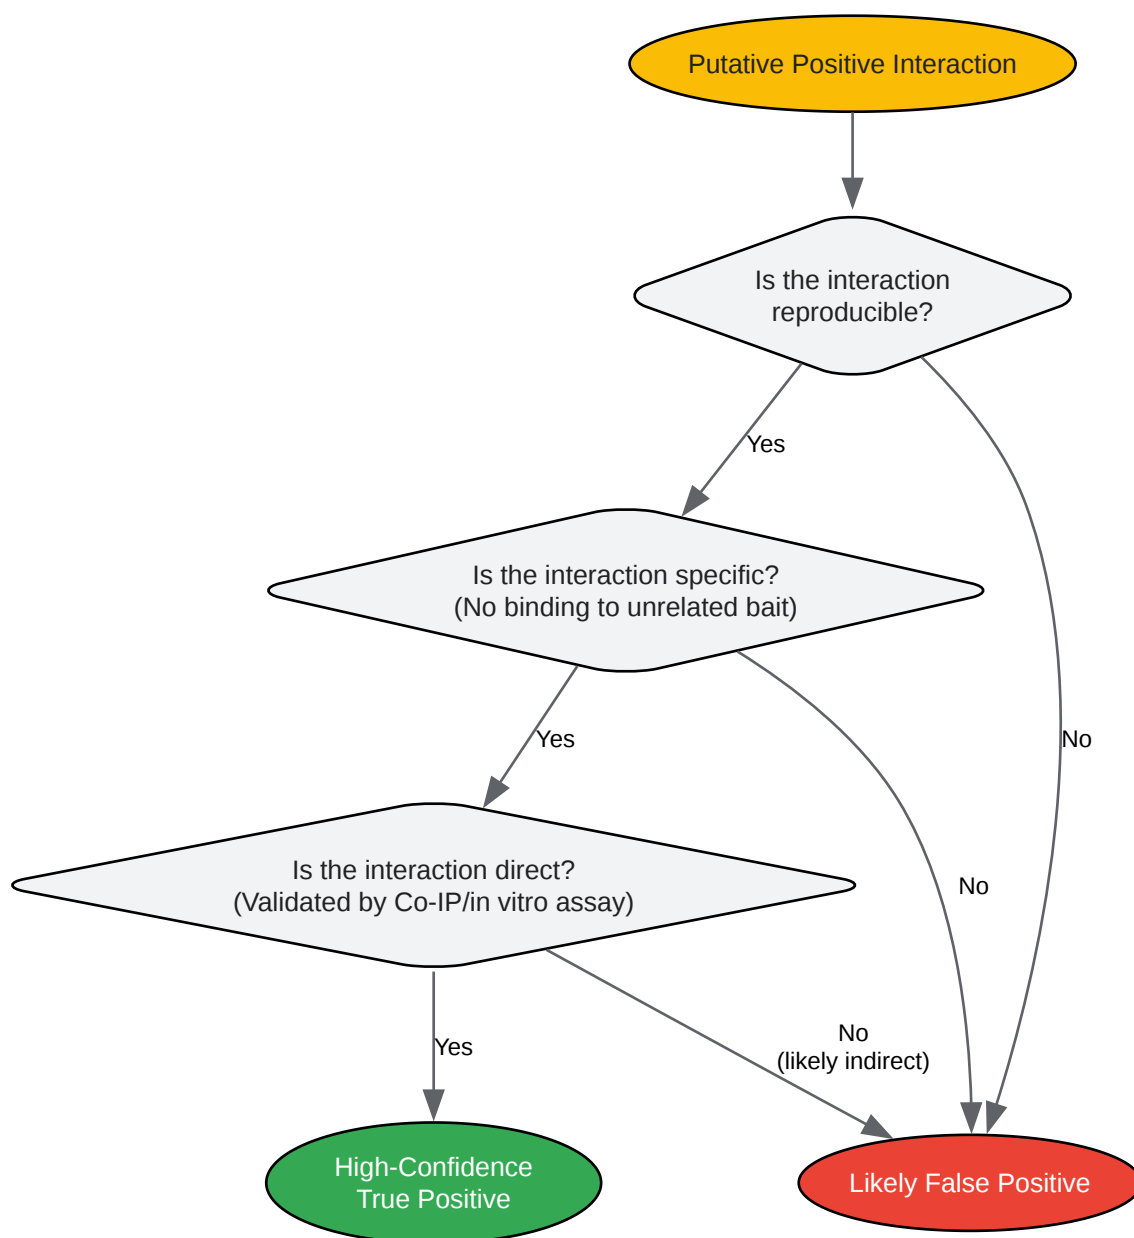 Putative Positive Interaction
Is the interaction
reproducible?
Yes
Is the interaction specific?
(No binding to unrelated bait)
Yes
No
Is the interaction direct?
(Validated by Co-IP/in vitro assay)
No
No
(likely indirect)
Yes
High-Confidence
True Positive
Likely False Positive